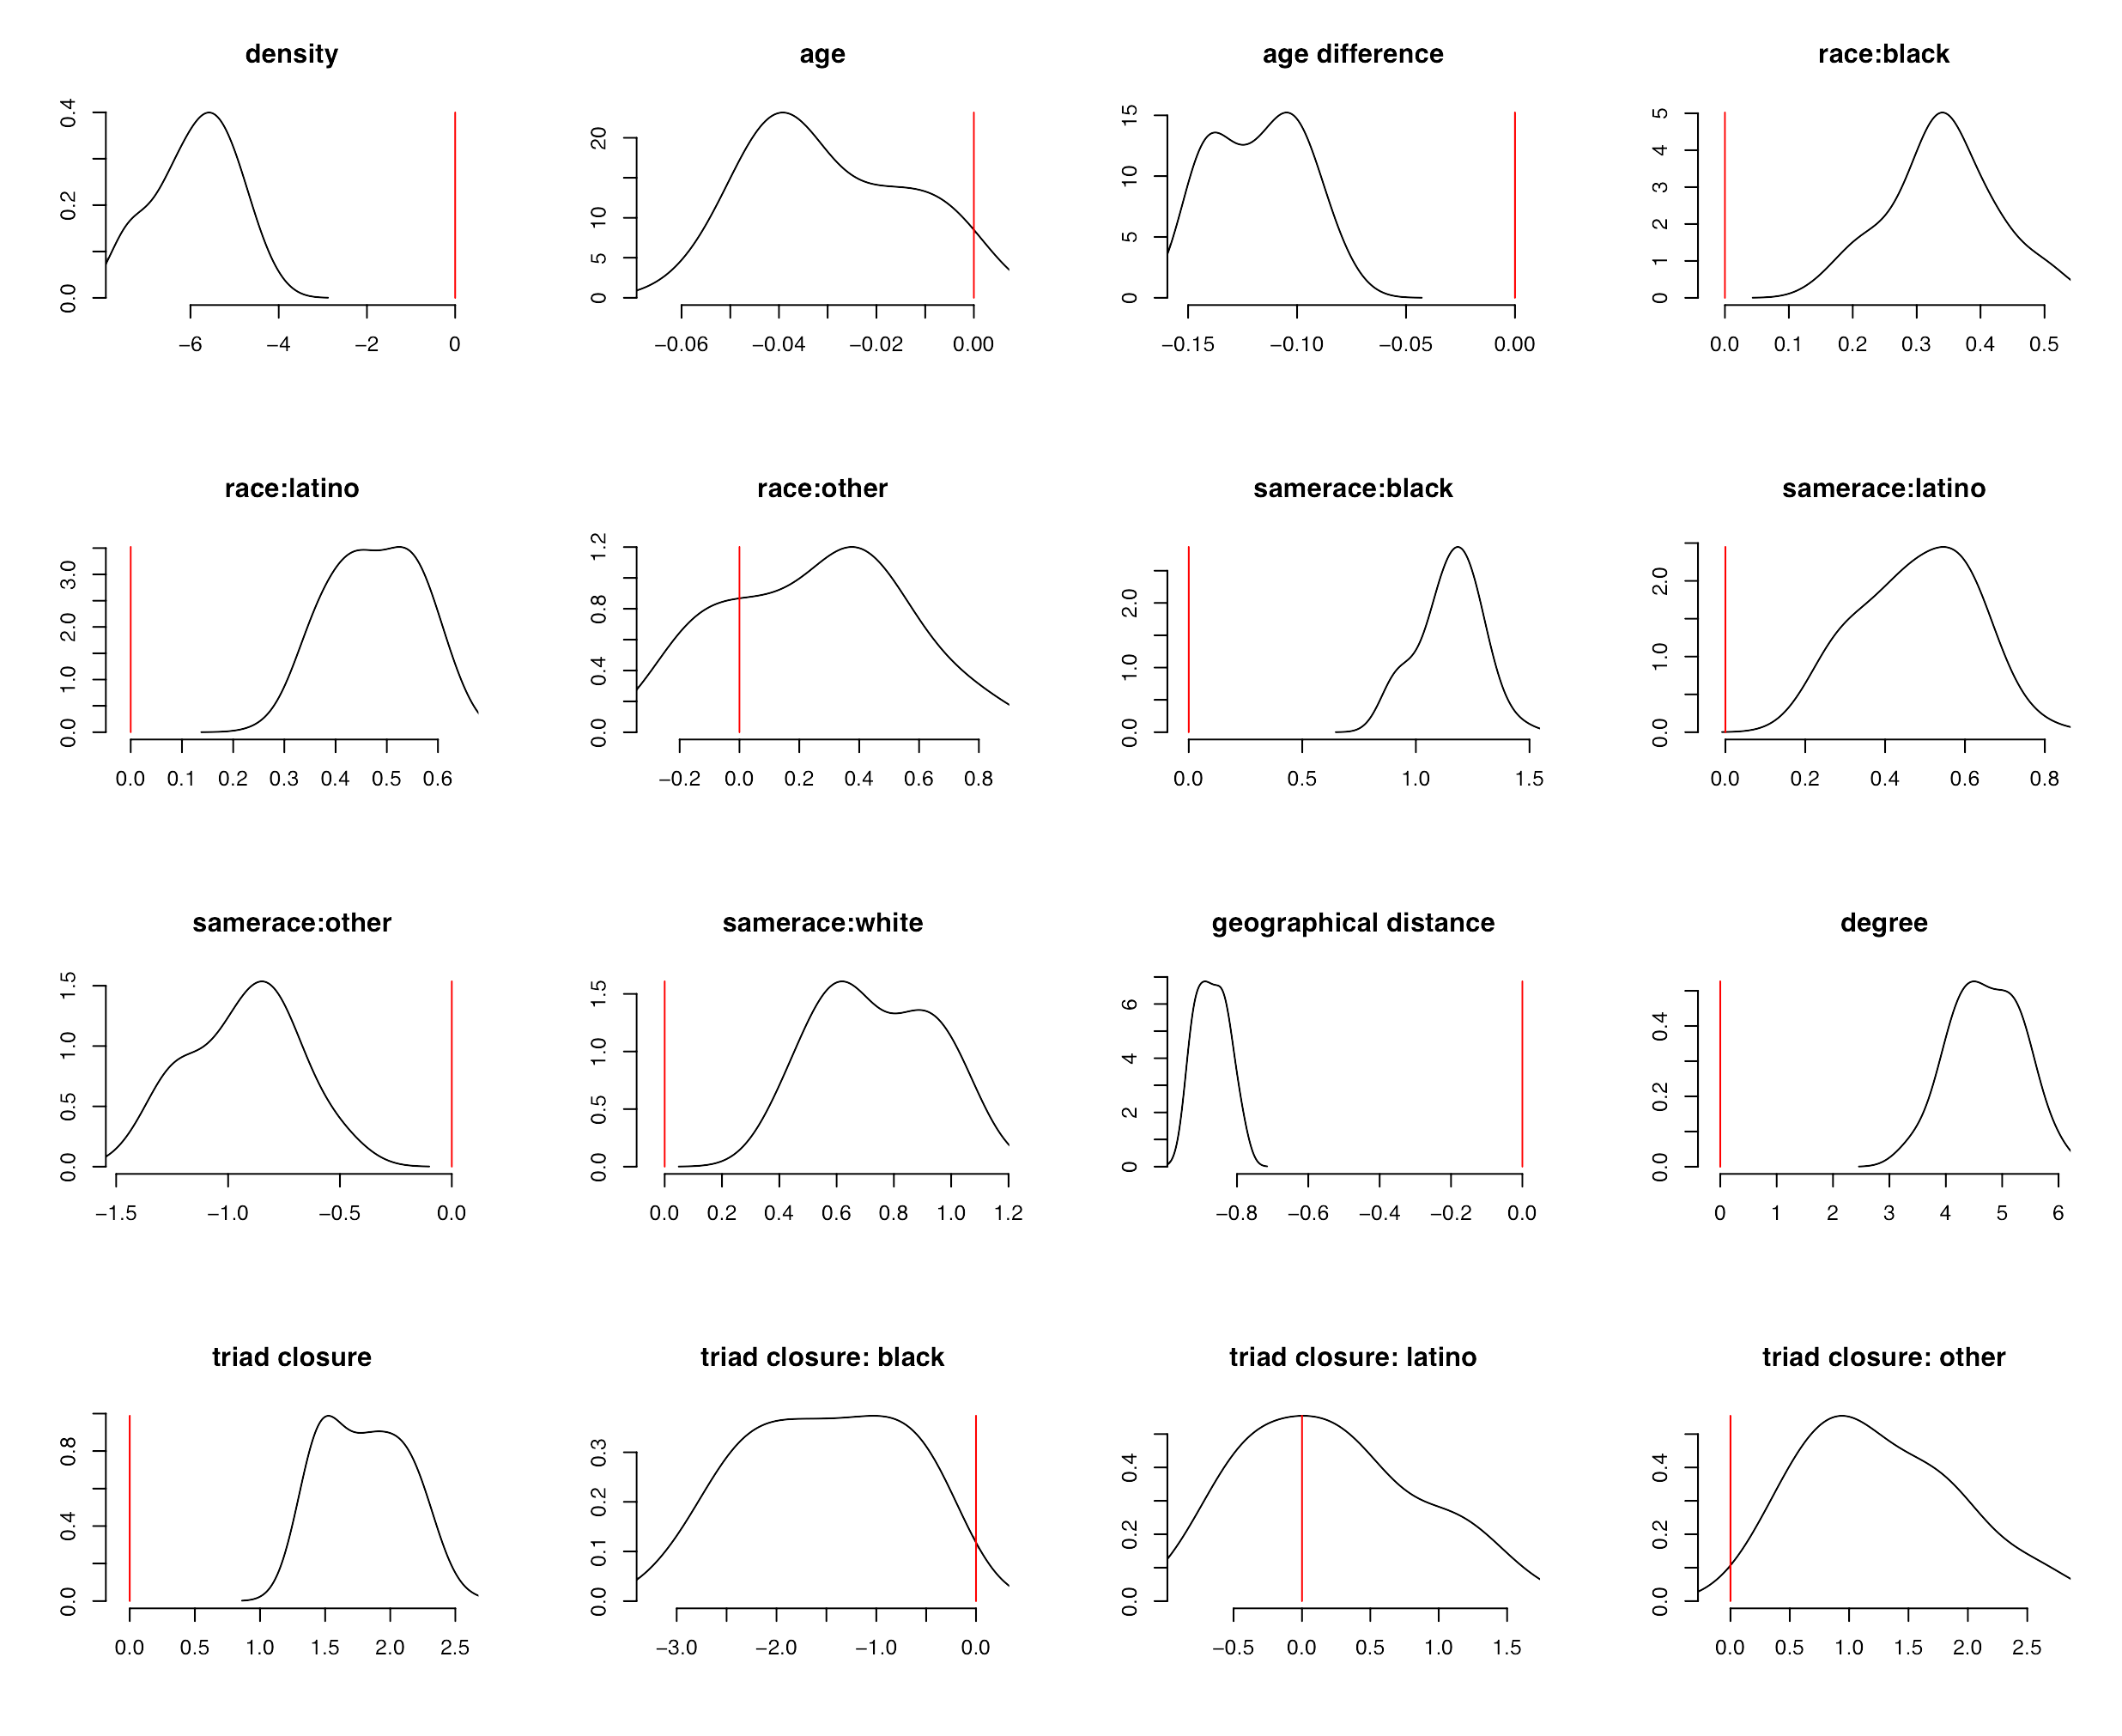 density
0.0 0.2 0.4
−6 −4 −2 0
age
0 5 10 20
−0.06 −0.04 −0.02 0.00
age difference
0 5 10 15
−0.15 −0.10 −0.05 0.00
race:black
0 1 2 3 4 5
0.0 0.1 0.2 0.3 0.4 0.5
race:latino
0.0 1.0 2.0 3.0
0.0 0.1 0.2 0.3 0.4 0.5 0.6
race:other
0.0 0.4 0.8 1.2
−0.2 0.0 0.2 0.4 0.6 0.8
samerace:black
0.0 1.0 2.0
0.0 0.5 1.0 1.5
samerace:latino
0.0 1.0 2.0
0.0 0.2 0.4 0.6 0.8
samerace:other
0.0 0.5 1.0 1.5
−1.5 −1.0 −0.5 0.0
samerace:white
0.0 0.5 1.0 1.5
0.0 0.2 0.4 0.6 0.8 1.0 1.2
geographical distance
0 2 4 6
−0.8 −0.6 −0.4 −0.2 0.0
degree
0.0 0.2 0.4
0 1 2 3 4 5 6
triad closure
0.0 0.4 0.8
0.0 0.5 1.0 1.5 2.0 2.5
triad closure: black
0.0 0.1 0.2 0.3
−3.0 −2.0 −1.0 0.0
triad closure: latino
0.0 0.2 0.4
−0.5 0.0 0.5 1.0 1.5
triad closure: other
0.0 0.2 0.4
0.0 0.5 1.0 1.5 2.0 2.5